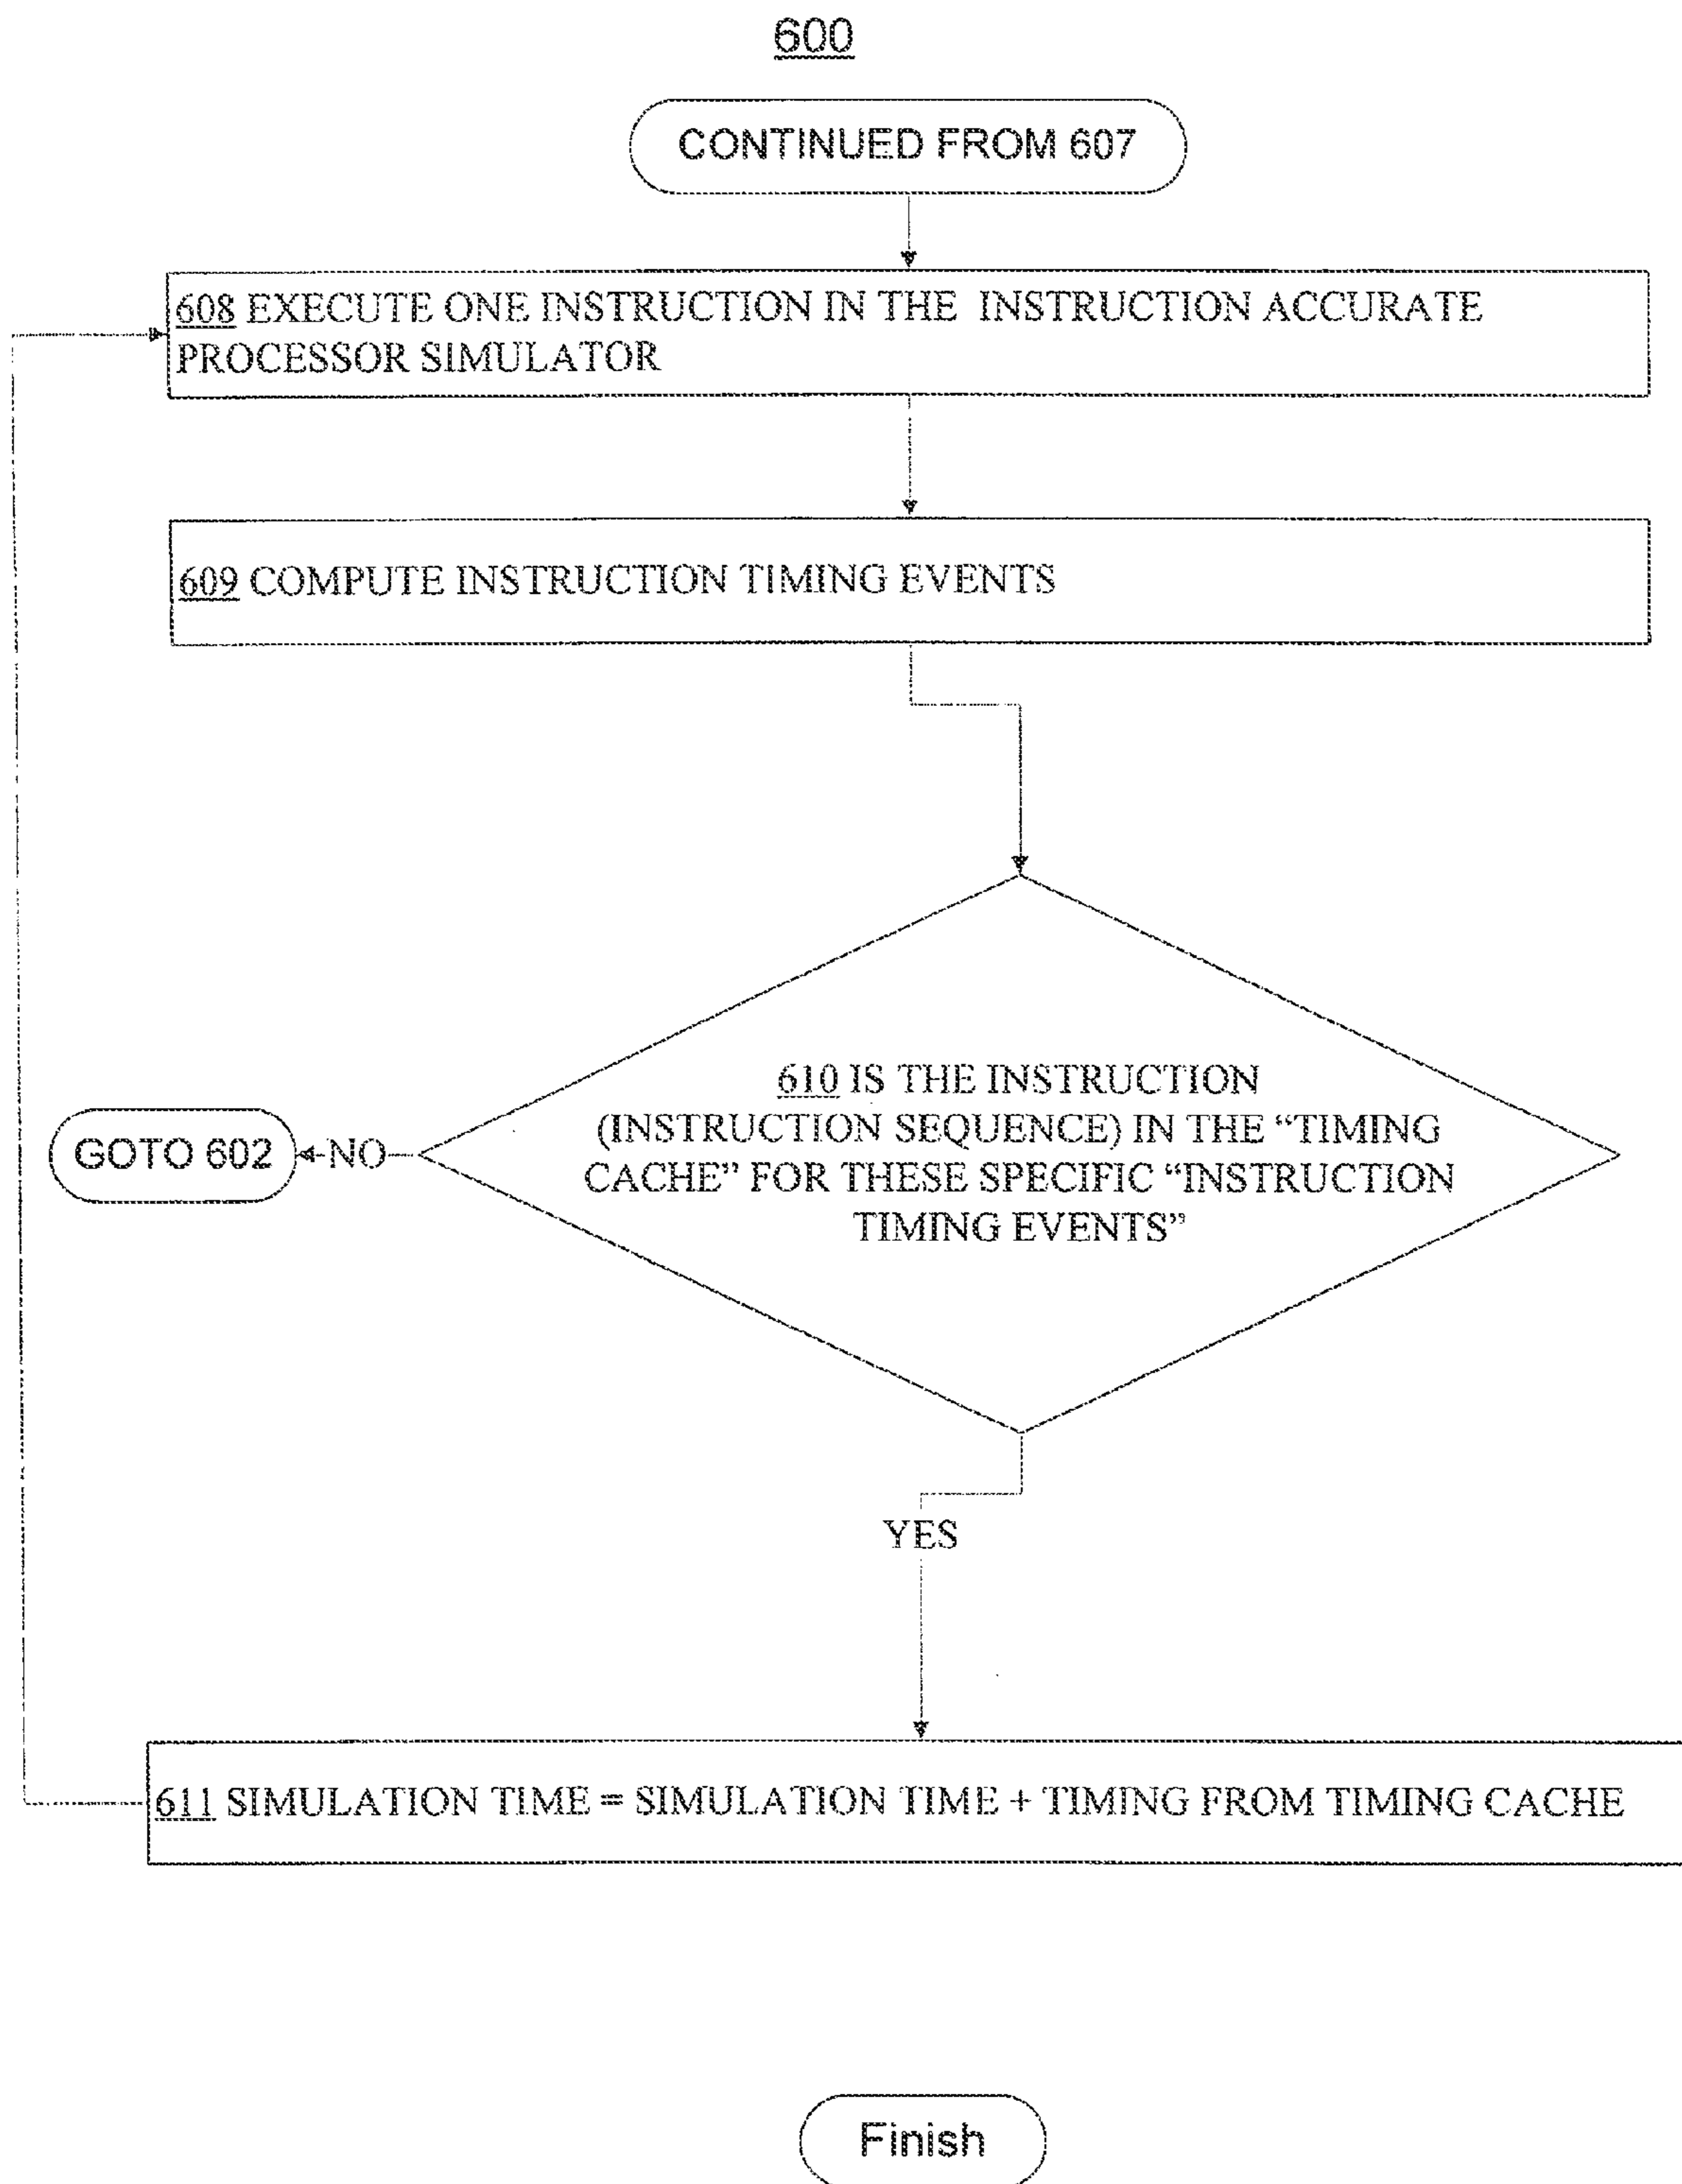 600
CONTINUED FROM 607
608 EXECUTE ONE INSTRUCTION IN THE INSTRUCTION ACCURATE
PROCESSOR SIMULATOR
609 COMPUTE INSTRUCTION TIMING EVENTS
610 IS THE INSTRUCTION
(INSTRUCTION SEQUENCE) IN THE “TIMING
CACHE” FOR THESE SPECIFIC “INSTRUCTION
TIMING EVENTS”
GOTO 602
NO
YES
611 SIMULATION TIME = SIMULATION TIME + TIMING FROM TIMING CACHE
Finish